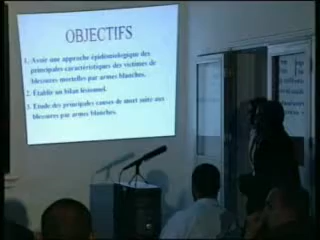 OBJECTIFS
1. Avoir une approche épidémiologique des
principales caractéristiques des victimes de
blessures mortelles par armes blanches.
2. Établir un bilan lésionnel.
3. Etude des principales causes de mort suite aux
blessures par armes blanches.